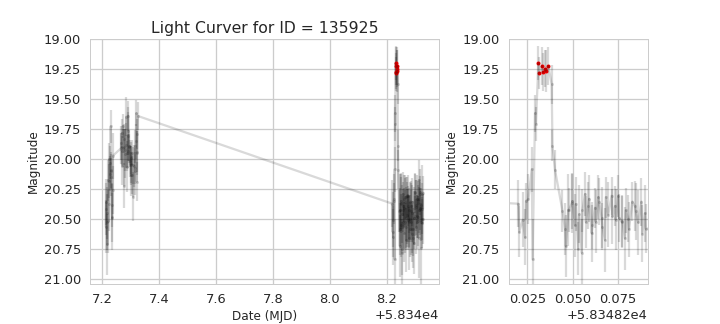 Light Curver for ID = 135925
19.00
19.25
19.50
19.75
20.00
20.25
20.50
20.75
21.00
Magnitude
7.2 7.4 7.6 7.8 8.0 8.2
Date (MJD)
+5.834e4
19.00
19.25
19.50
19.75
20.00
20.25
20.50
20.75
21.00
Magnitude
0.025 0.050 0.075
+5.83482e4